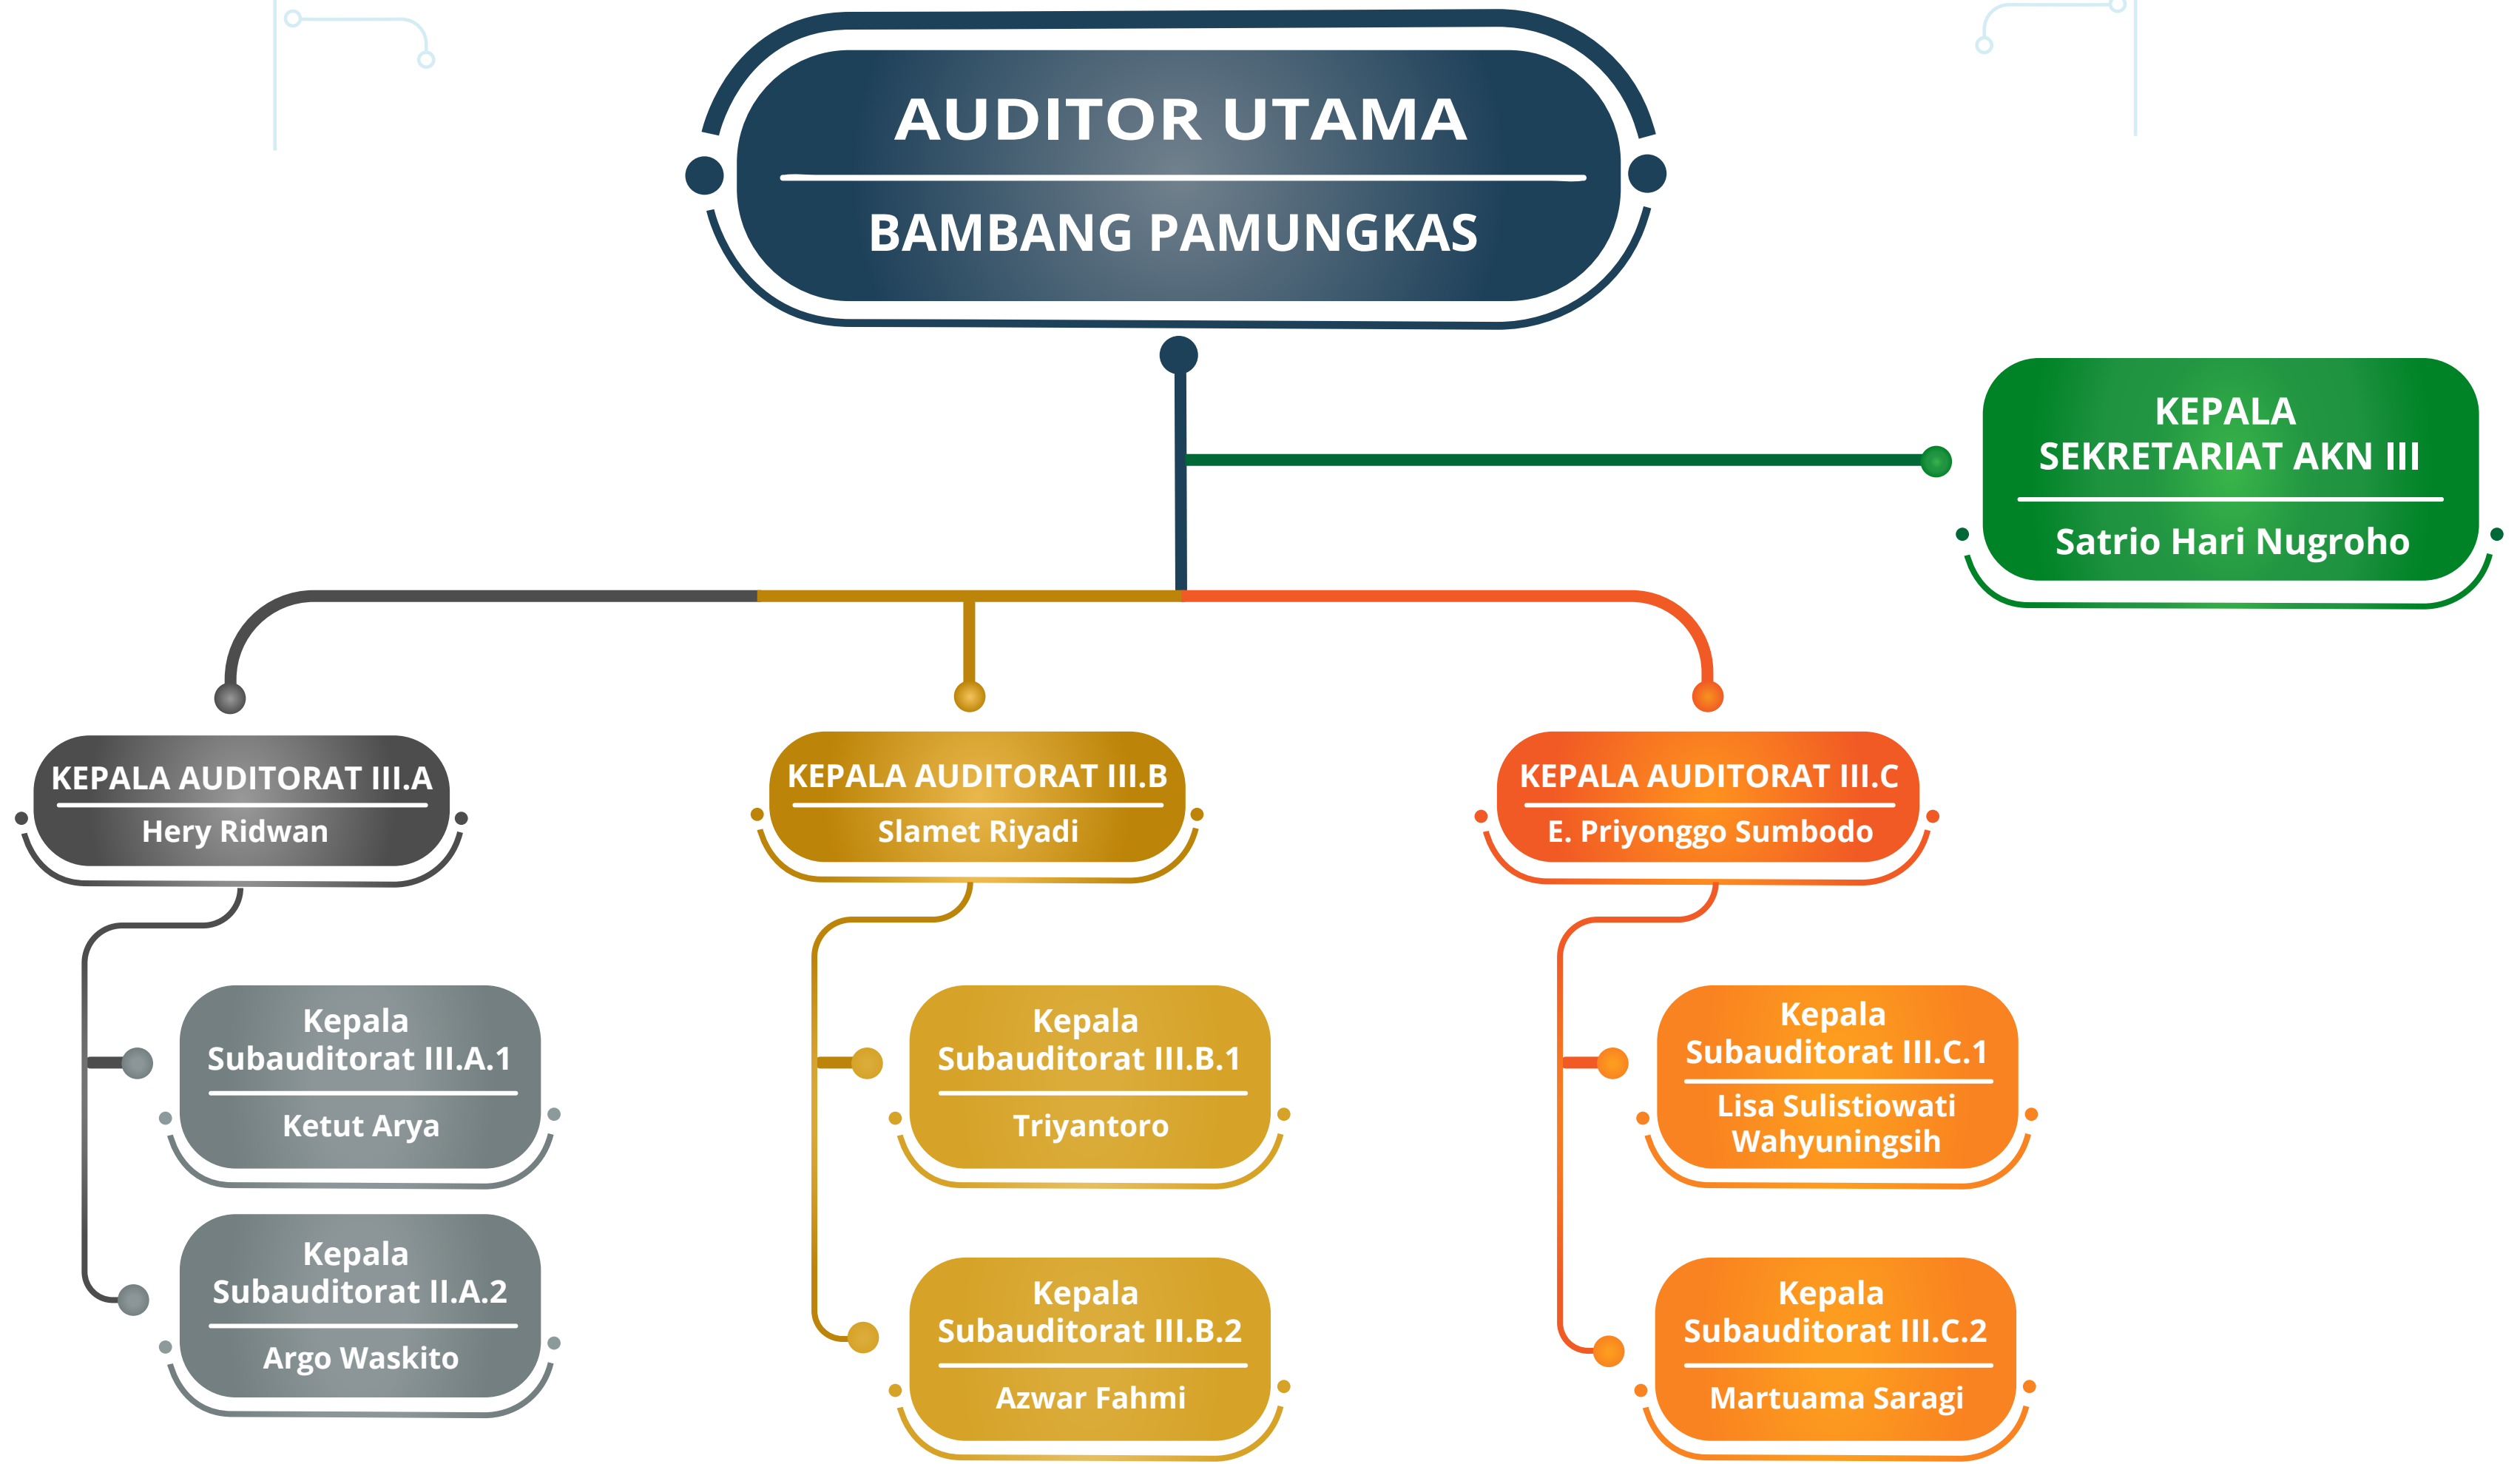 AUDITOR UTAMA
BAMBANG PAMUNGKAS
KEPALA
SEKRETARIAT AKN III
Satrio Hari Nugroho
KEPALA AUDITORAT III.A
Hery Ridwan
KEPALA AUDITORAT III.B
Slamet Riyadi
KEPALA AUDITORAT III.C
E. Priyonggo Sumbodo
Kepala
Subauditorat III.A.1
Ketut Arya
Kepala
Subauditorat II.A.2
Argo Waskito
Kepala
Subauditorat III.B.1
Triyantoro
Kepala
Subauditorat III.B.2
Azwar Fahmi
Kepala
Subauditorat III.C.1
Lisa Sulistiowati
Wahyuningsih
Kepala
Subauditorat III.C.2
Martuama Saragi